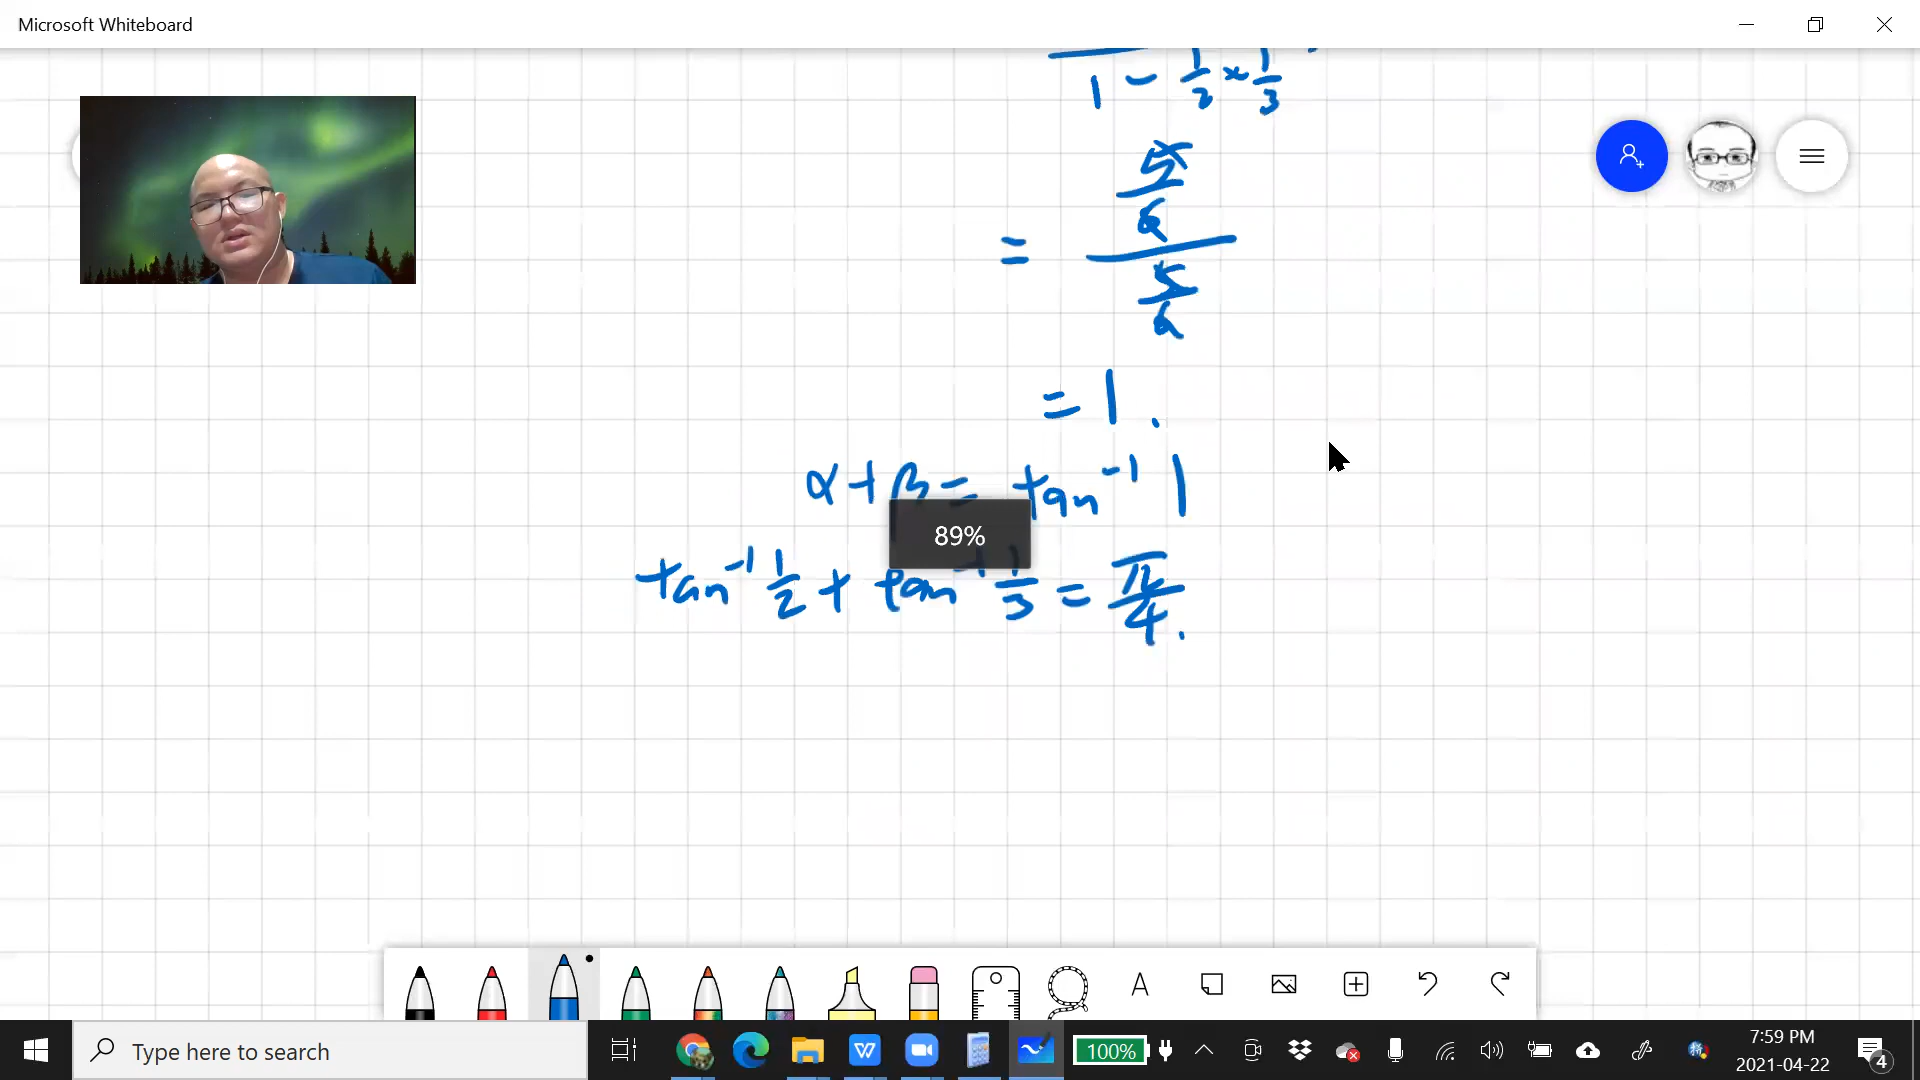 Microsoft Whiteboard
1 - 1/2 × 1/3
= 5/6 / 5/6
= 1.
α + β = tan⁻¹ 1
89%
tan⁻¹ 1/2 + tan⁻¹ 1/3 = π/4.
A
Type here to search
W
100%
7:59 PM
2021-04-22
4